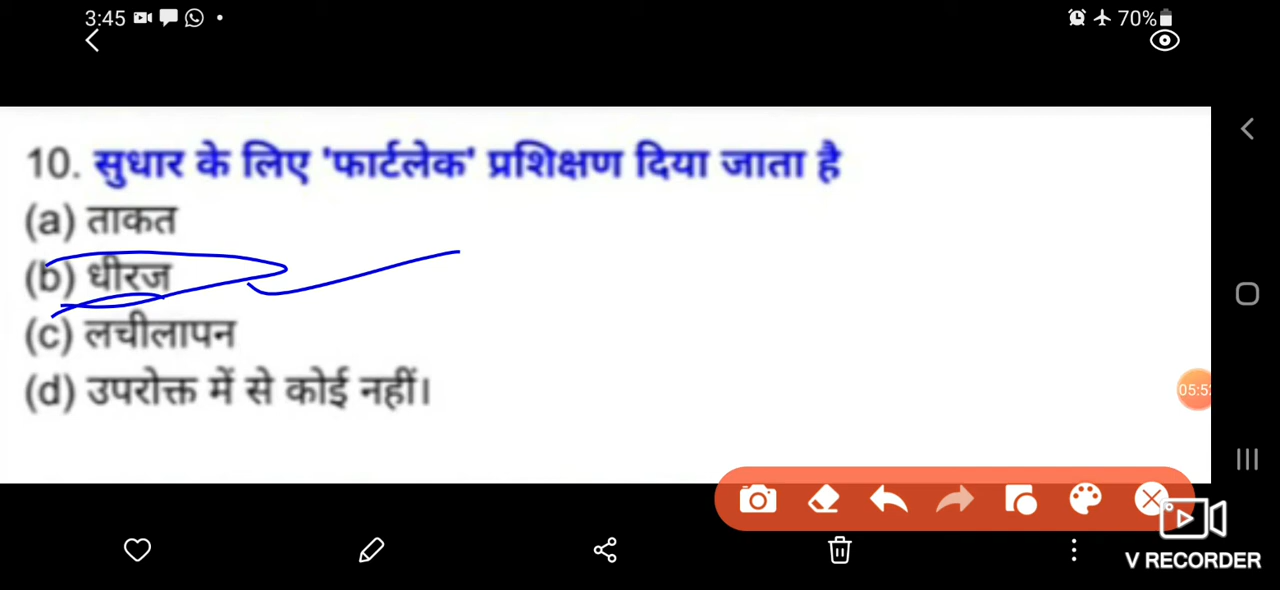 3:45
70%
10. सुधार के लिए 'फार्टलेक' प्रशिक्षण दिया जाता है
(a) ताकत
(b) धीरज
(c) लचीलापन
(d) उपरोक्त में से कोई नहीं।
V RECORDER